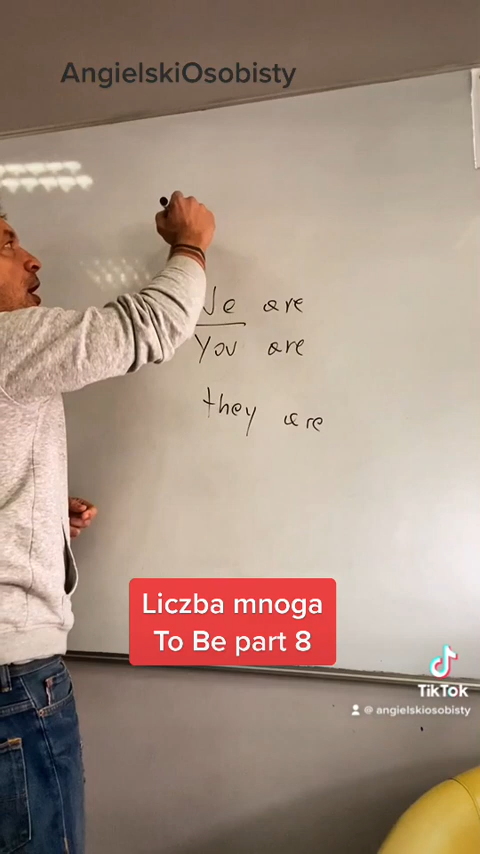 AngielskiOsobisty
We are
You are
they are
Liczba mnoga
To Be part 8
TikTok
@ angielskiosobisty